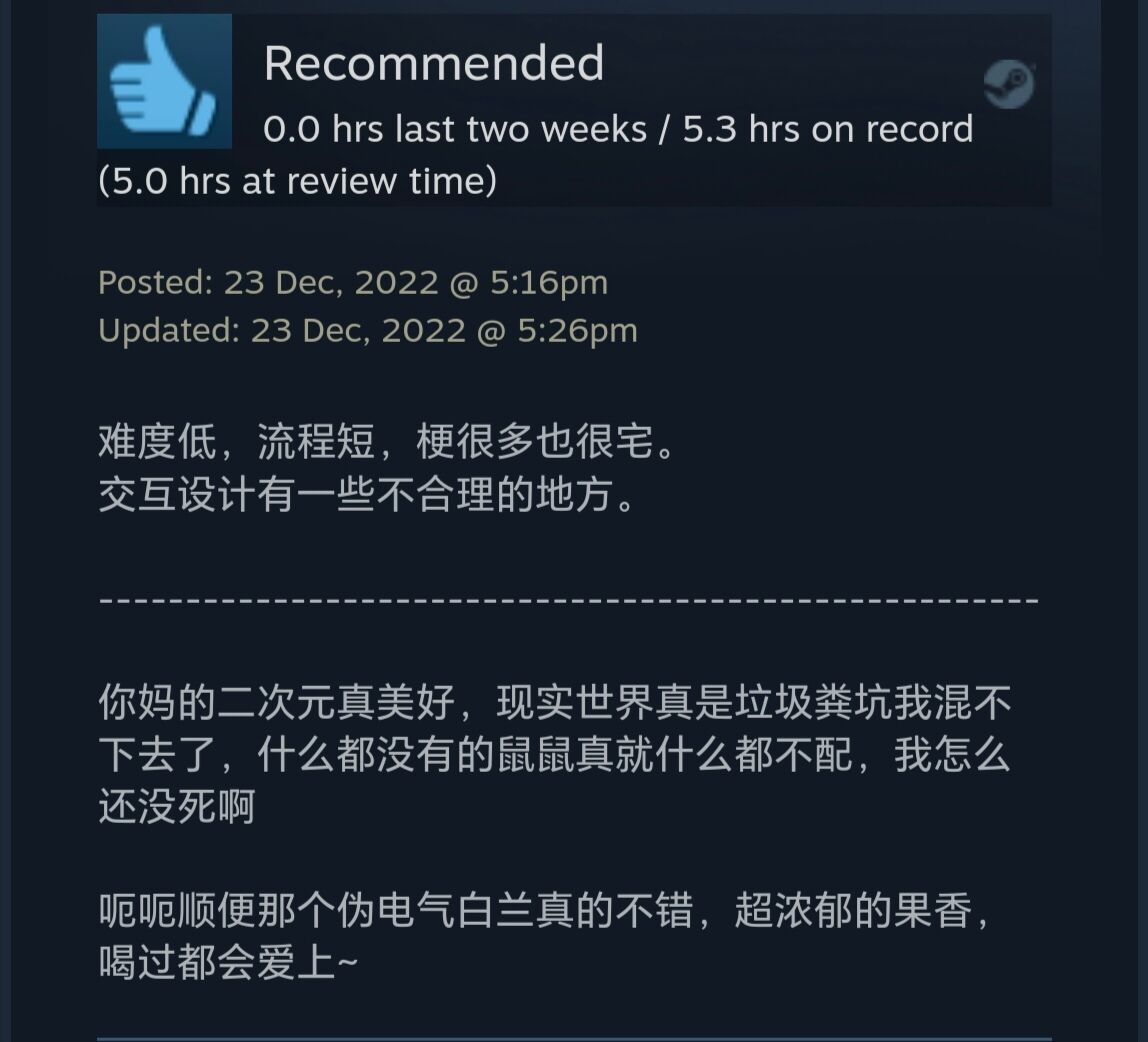 Recommended
0.0 hrs last two weeks / 5.3 hrs on record
(5.0 hrs at review time)
Posted: 23 Dec, 2022 @ 5:16pm
Updated: 23 Dec, 2022 @ 5:26pm
难度低，流程短，梗很多也很宅。
交互设计有一些不合理的地方。
------------------------------------------------------
你妈的二次元真美好，现实世界真是垃圾粪坑我混不
下去了，什么都没有的鼠鼠真就什么都不配，我怎么
还没死啊
呃呃顺便那个伪电气白兰真的不错，超浓郁的果香，
喝过都会爱上~